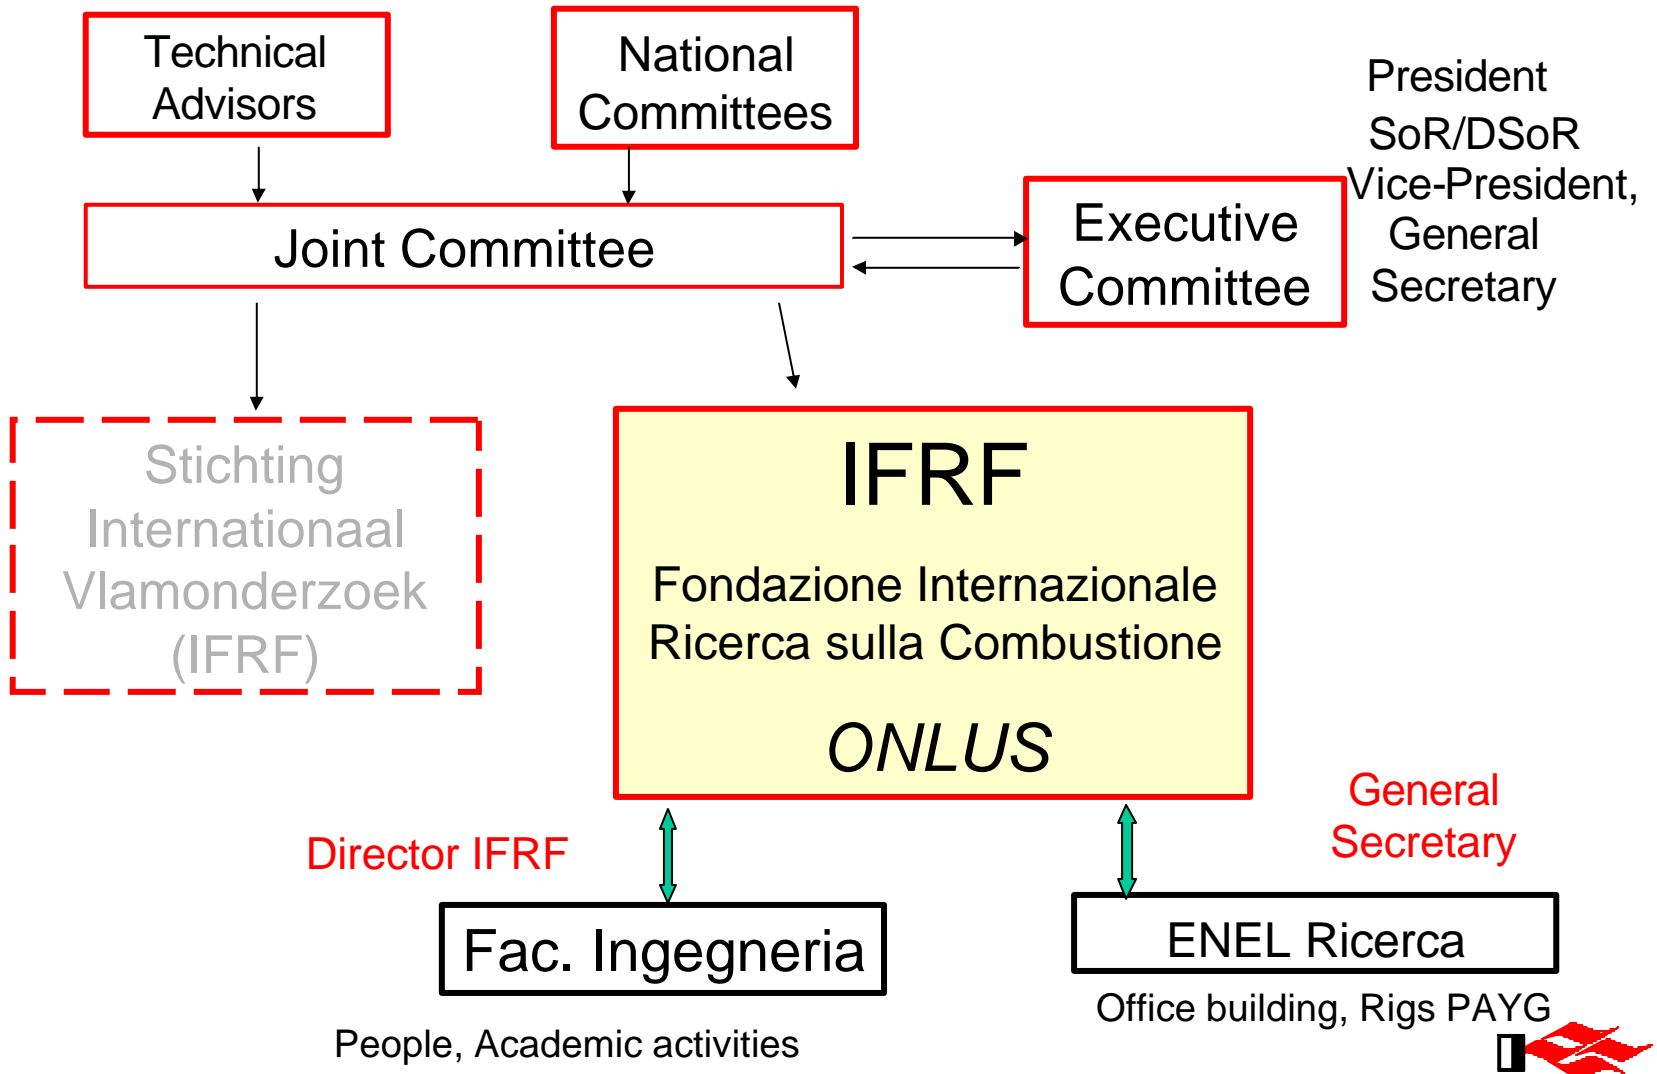 Technical
Advisors
National
Committees
President
SoR/DSoR
Vice-President,
General
Secretary
Joint Committee
Executive
Committee
Stichting
Internationaal
Vlamonderzoek
(IFRF)
IFRF
Fondazione Internazionale
Ricerca sulla Combustione
ONLUS
Director IFRF
General
Secretary
Fac. Ingegneria
ENEL Ricerca
People, Academic activities
Office building, Rigs PAYG